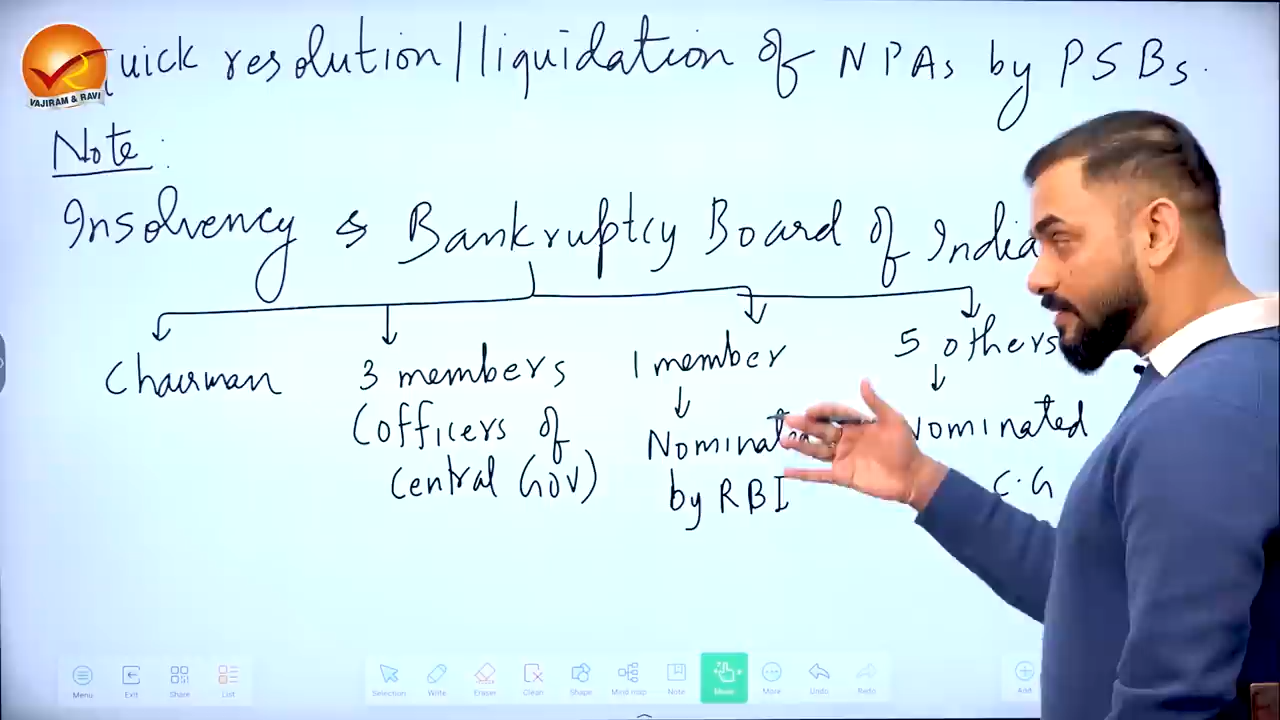 uick resolution/liquidation of NPAs by PSBs.
VAJIRAM & RAVI
Note:
Insolvency & Bankruptcy Board of India
Chairman
3 members
(officers of
central Gov)
1 member
Nominated
by RBI
5 others
Nominated
C.G
Menu
Exit
Share
List
Selection
Write
Eraser
Clean
Shape
Mind map
Note
Move
More
Undo
Redo
Add